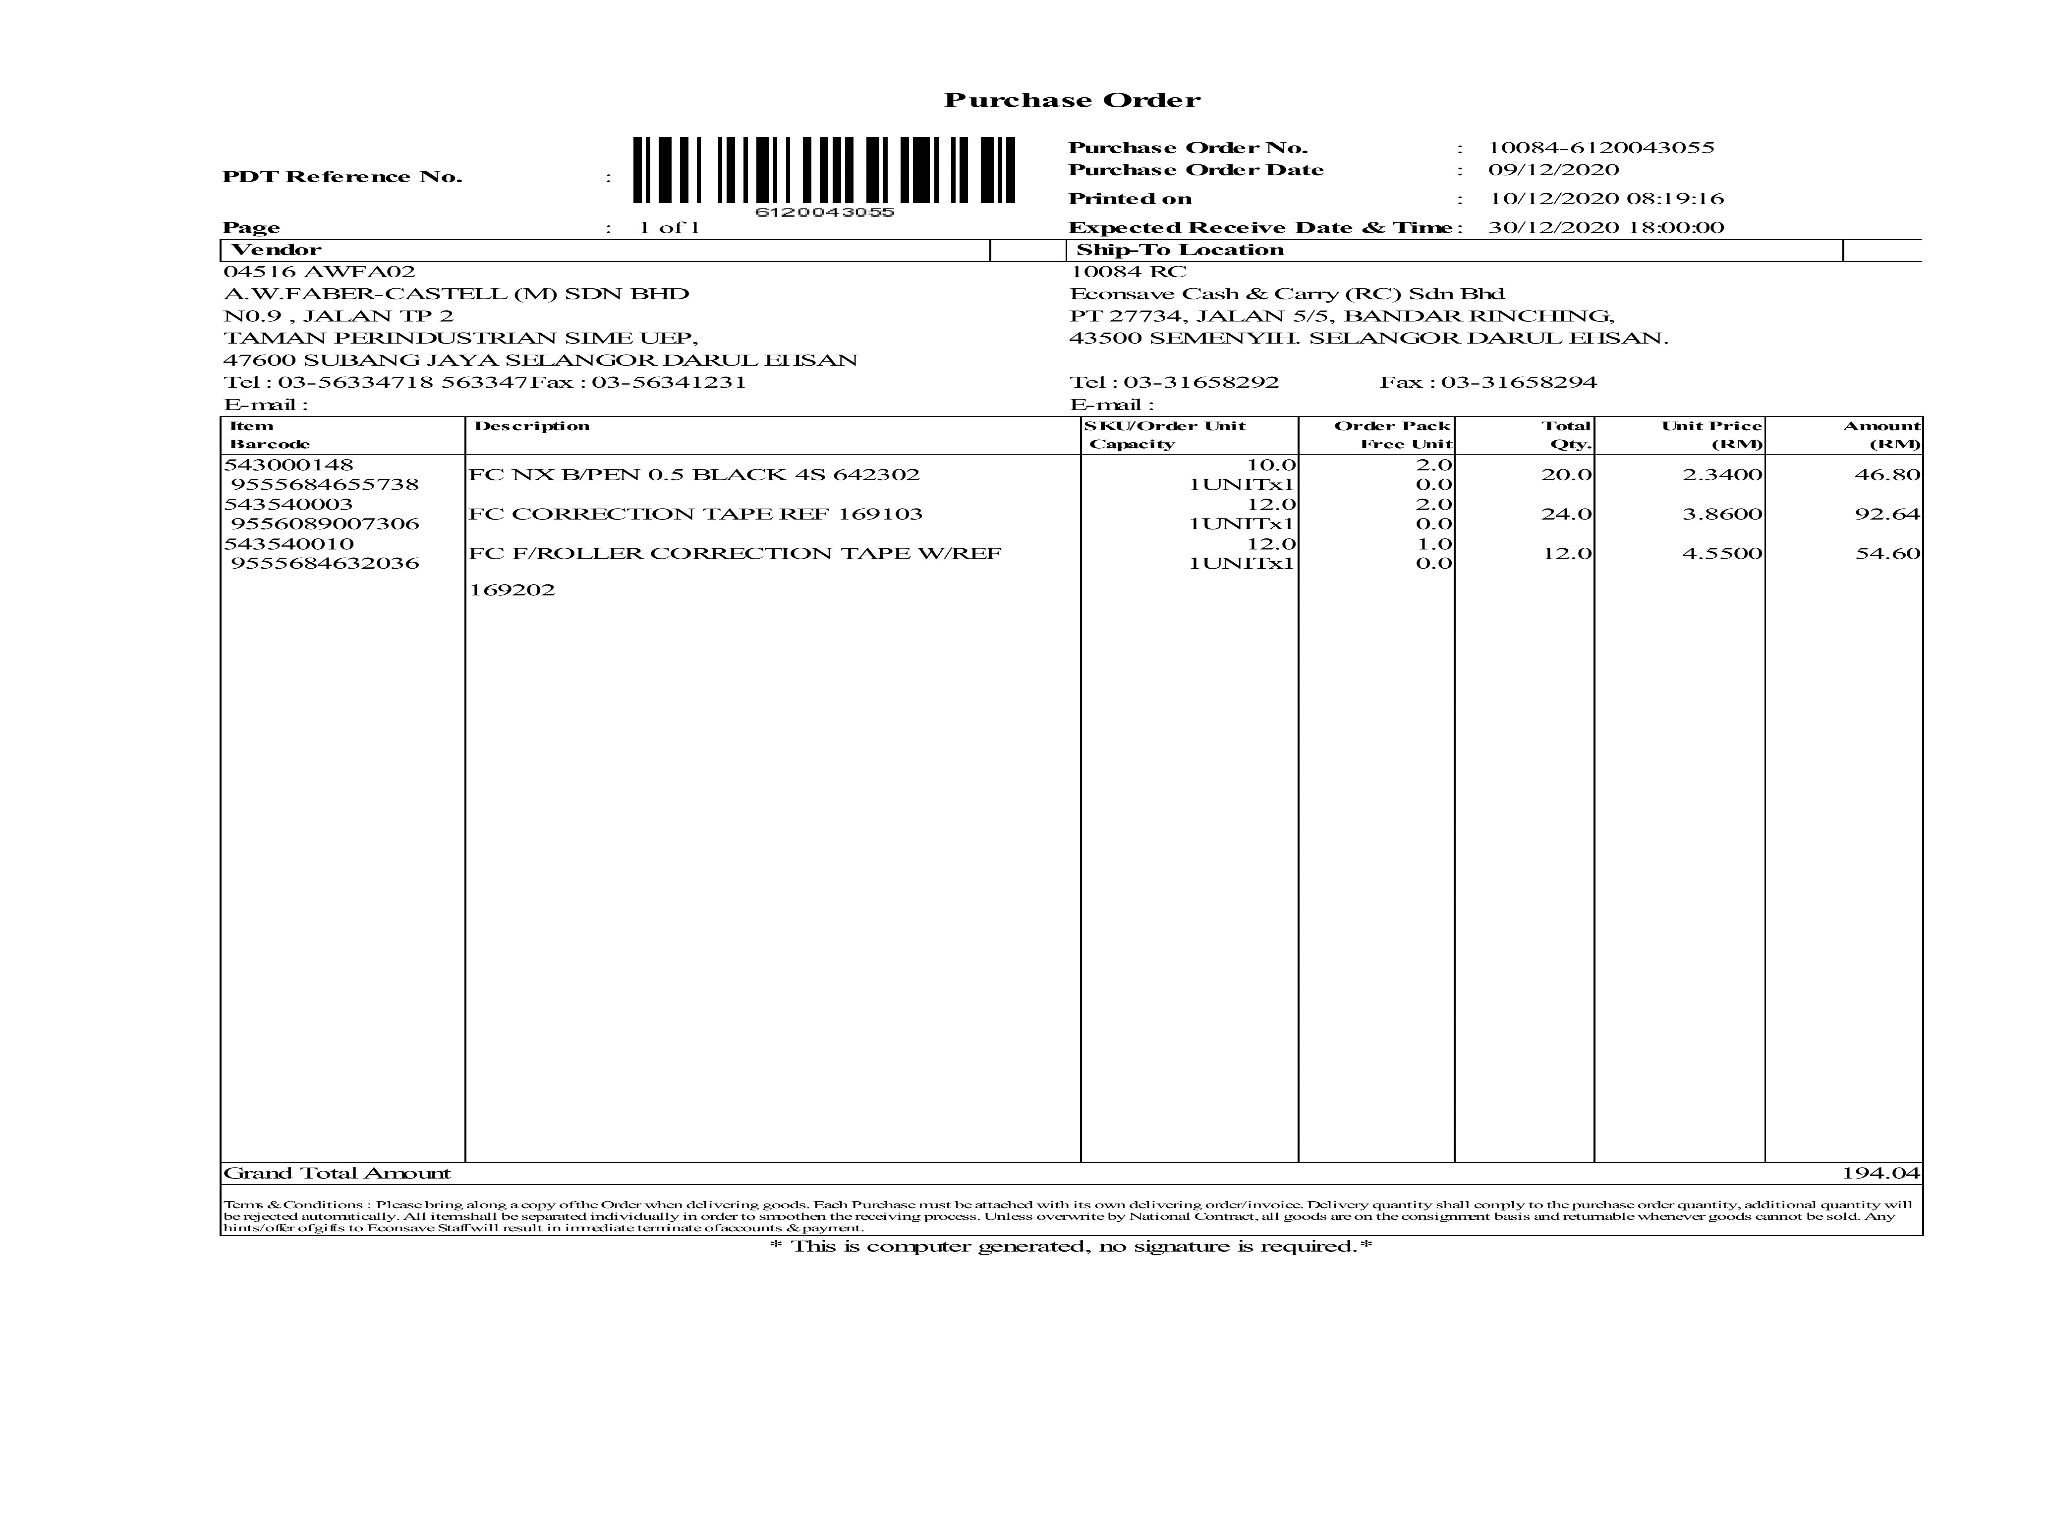 Purchase Order
PDT Reference No. :
6120043055
Page : 1 of 1
Purchase Order No. : 10084-6120043055
Purchase Order Date : 09/12/2020
Printed on : 10/12/2020 08:19:16
Expected Receive Date & Time : 30/12/2020 18:00:00
Vendor
04516 AWFA02
A.W.FABER-CASTELL (M) SDN BHD
N0.9 , JALAN TP 2
TAMAN PERINDUSTRIAN SIME UEP,
47600 SUBANG JAYA SELANGOR DARUL EHSAN
Tel : 03-56334718 563347Fax : 03-56341231
E-mail :
Ship-To Location
10084 RC
Econsave Cash & Carry (RC) Sdn Bhd
PT 27734, JALAN 5/5, BANDAR RINCHING,
43500 SEMENYIH. SELANGOR DARUL EHSAN.
Tel : 03-31658292 Fax : 03-31658294
E-mail :
Item Description SKU/Order Unit Order Pack Total Unit Price Amount
Barcode Capacity Free Unit Qty. (RM) (RM)
543000148 10.0 2.0
FC NX B/PEN 0.5 BLACK 4S 642302 20.0 2.3400 46.80
9555684655738 1UNITx1 0.0
543540003 12.0 2.0
FC CORRECTION TAPE REF 169103 24.0 3.8600 92.64
9556089007306 1UNITx1 0.0
543540010 12.0 1.0
FC F/ROLLER CORRECTION TAPE W/REF 12.0 4.5500 54.60
9555684632036 1UNITx1 0.0
169202
Grand Total Amount 194.04
Terms & Conditions : Please bring along a copy of the Order when delivering goods. Each Purchase must be attached with its own delivering order/invoice. Delivery quantity shall comply to the purchase order quantity, additional quantity will
be rejected automatically. All item shall be separated individually in order to smoothen the receiving process. Unless overwrite by National Contract, all goods are on the consignment basis and returnable whenever goods cannot be sold. Any
hints/offer of gifts to Econsave Staff will result in immediate terminate of accounts & payment.
* This is computer generated, no signature is required.*